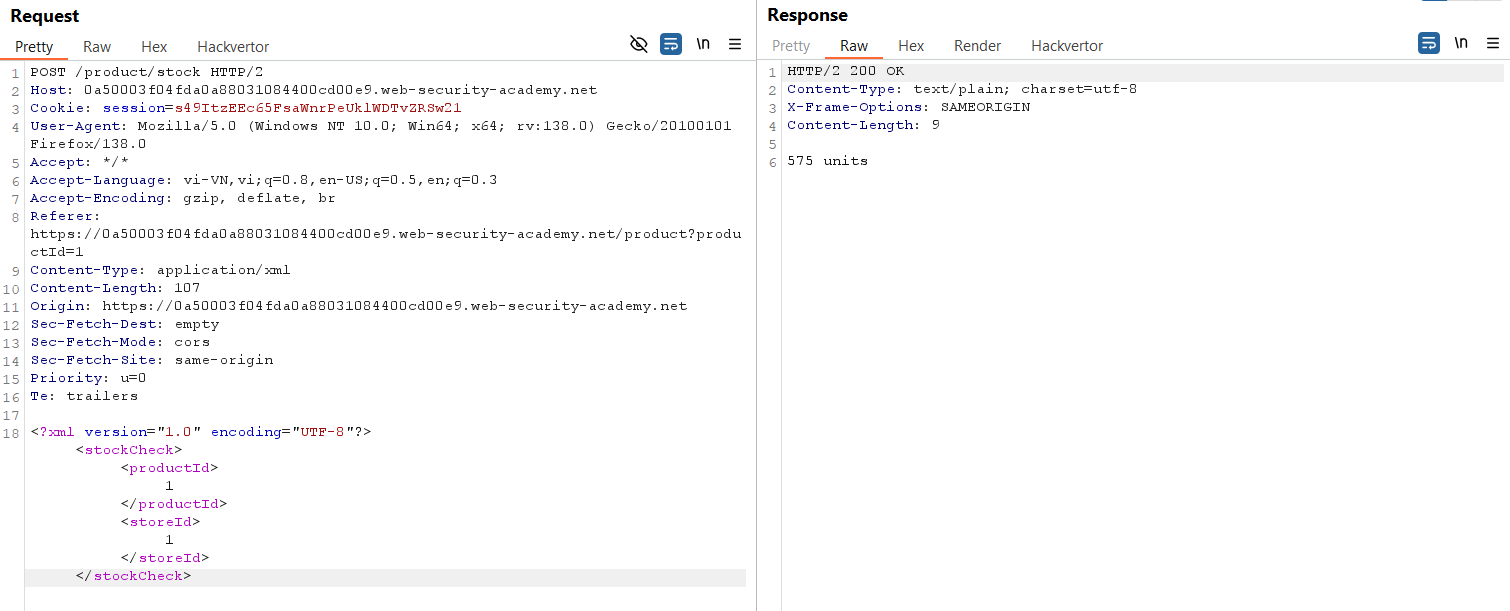 Request
Pretty Raw Hex Hackvertor \n
1 POST /product/stock HTTP/2
2 Host: 0a50003f04fda0a88031084400cd00e9.web-security-academy.net
3 Cookie: session=s49ItzEEc65FsaWnrPeUklWDTvZRSw21
4 User-Agent: Mozilla/5.0 (Windows NT 10.0; Win64; x64; rv:138.0) Gecko/20100101
Firefox/138.0
5 Accept: */*
6 Accept-Language: vi-VN,vi;q=0.8,en-US;q=0.5,en;q=0.3
7 Accept-Encoding: gzip, deflate, br
8 Referer:
https://0a50003f04fda0a88031084400cd00e9.web-security-academy.net/product?produ
ctId=1
9 Content-Type: application/xml
10 Content-Length: 107
11 Origin: https://0a50003f04fda0a88031084400cd00e9.web-security-academy.net
12 Sec-Fetch-Dest: empty
13 Sec-Fetch-Mode: cors
14 Sec-Fetch-Site: same-origin
15 Priority: u=0
16 Te: trailers
17
18 <?xml version="1.0" encoding="UTF-8"?>
<stockCheck>
<productId>
1
</productId>
<storeId>
1
</storeId>
</stockCheck>
Response
Pretty Raw Hex Render Hackvertor \n
1 HTTP/2 200 OK
2 Content-Type: text/plain; charset=utf-8
3 X-Frame-Options: SAMEORIGIN
4 Content-Length: 9
5
6 575 units